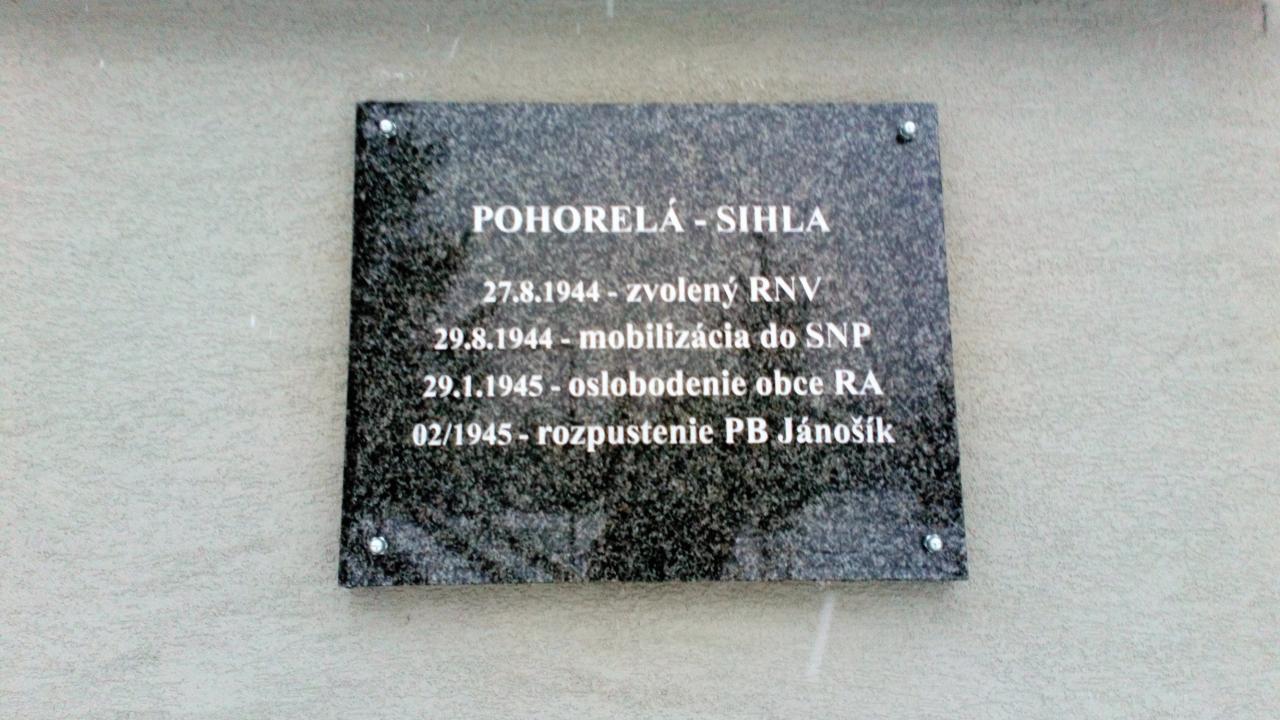 POHORELÁ - SIHLA
27.8.1944 - zvolený RNV
29.8.1944 - mobilizácia do SNP
29.1.1945 - oslobodenie obce RA
02/1945 - rozpustenie PB Jánošík